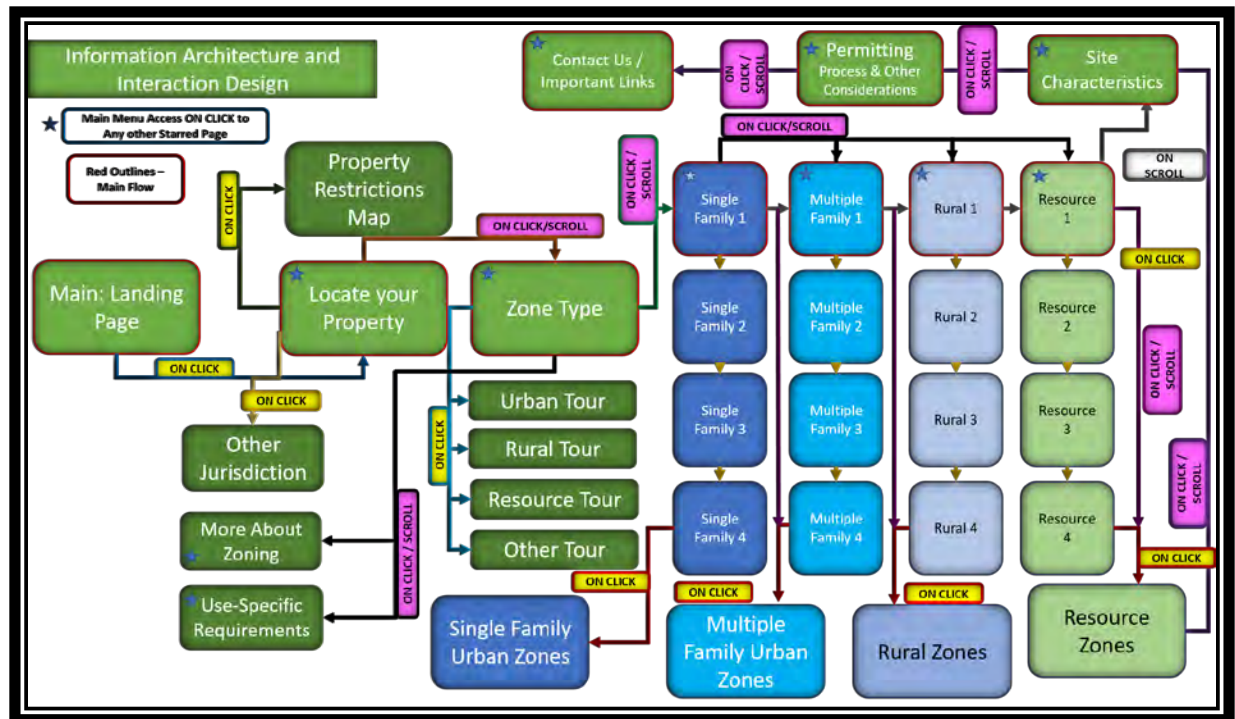 Information Architecture and
Interaction Design
Main Menu Access ON CLICK to
Any other Starred Page
Red Outlines –
Main Flow
Contact Us /
Important Links
ON
CLICK /
SCROLL
Permitting
Process & Other
Considerations
ON CLICK /
SCROLL
Site
Characteristics
ON CLICK/SCROLL
ON
SCROLL
Property
Restrictions
Map
ON CLICK
ON CLICK/SCROLL
ON CLICK /
SCROLL
Main: Landing
Page
Locate your
Property
Zone Type
ON CLICK
ON CLICK
Other
Jurisdiction
More About
Zoning
Use-Specific
Requirements
ON CLICK / SCROLL
ON CLICK
Urban Tour
Rural Tour
Resource Tour
Other Tour
Single
Family 1
Multiple
Family 1
Rural 1
Resource
1
ON CLICK
Single
Family 2
Multiple
Family 2
Rural 2
Resource
2
ON CLICK /
SCROLL
Single
Family 3
Multiple
Family 3
Rural 3
Resource
3
ON CLICK /
SCROLL
Single
Family 4
Multiple
Family 4
Rural 4
Resource
4
ON CLICK
ON CLICK
ON CLICK
ON CLICK
Single Family
Urban Zones
Multiple
Family Urban
Zones
Rural Zones
Resource
Zones